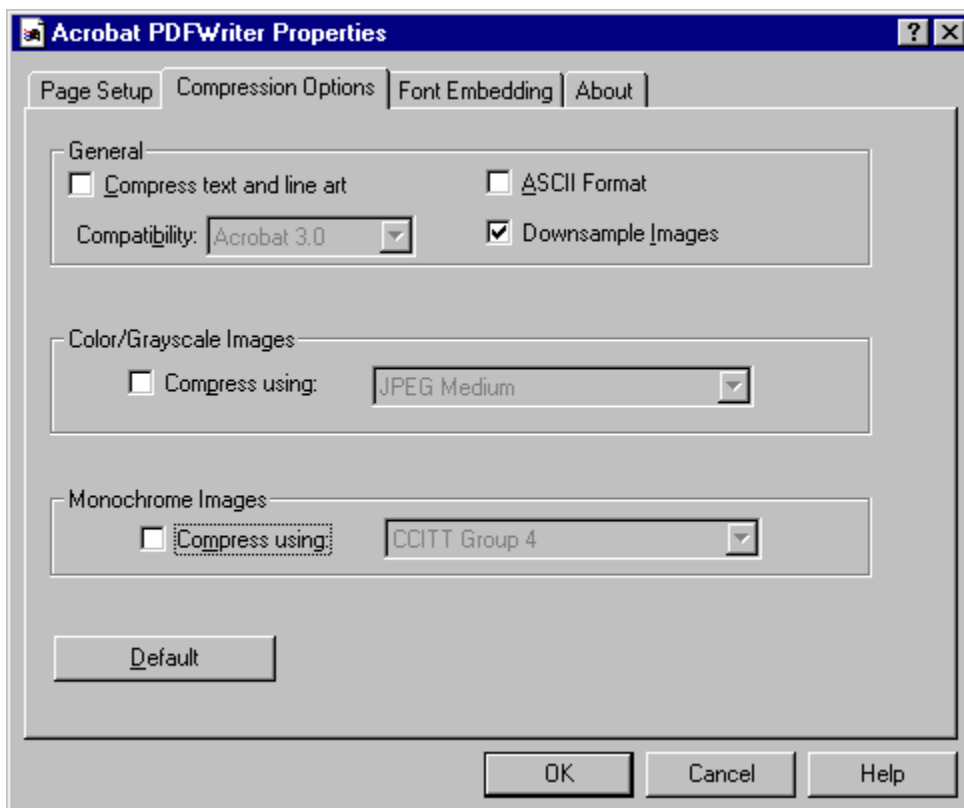 Acrobat PDFWriter Properties
Page Setup Compression Options Font Embedding About
General
Compress text and line art ASCII Format
Compatibility: Acrobat 3.0 Downsample Images
Color/Grayscale Images
Compress using: JPEG Medium
Monochrome Images
Compress using: CCITT Group 4
Default
OK Cancel Help